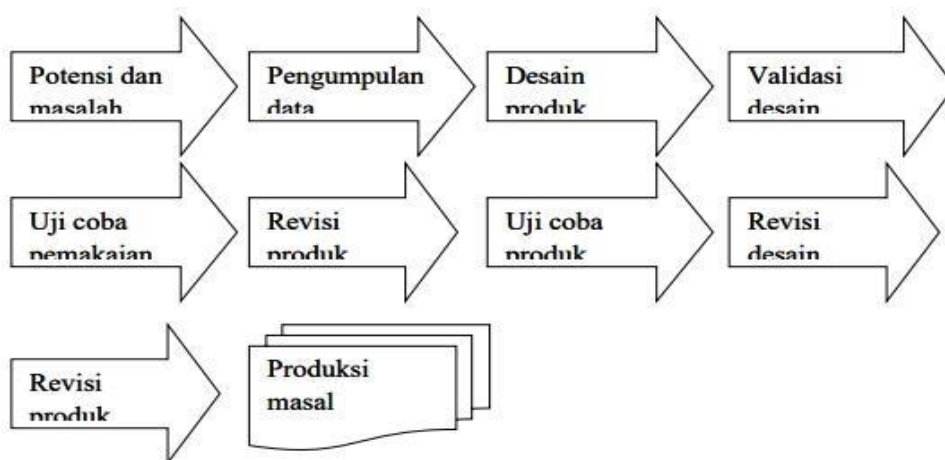 Potensi dan
masalah
Pengumpulan
data
Desain
produk
Validasi
desain
Uji coba
pemakaian
Revisi
produk
Uji coba
produk
Revisi
desain
Revisi
produk
Produksi
masal